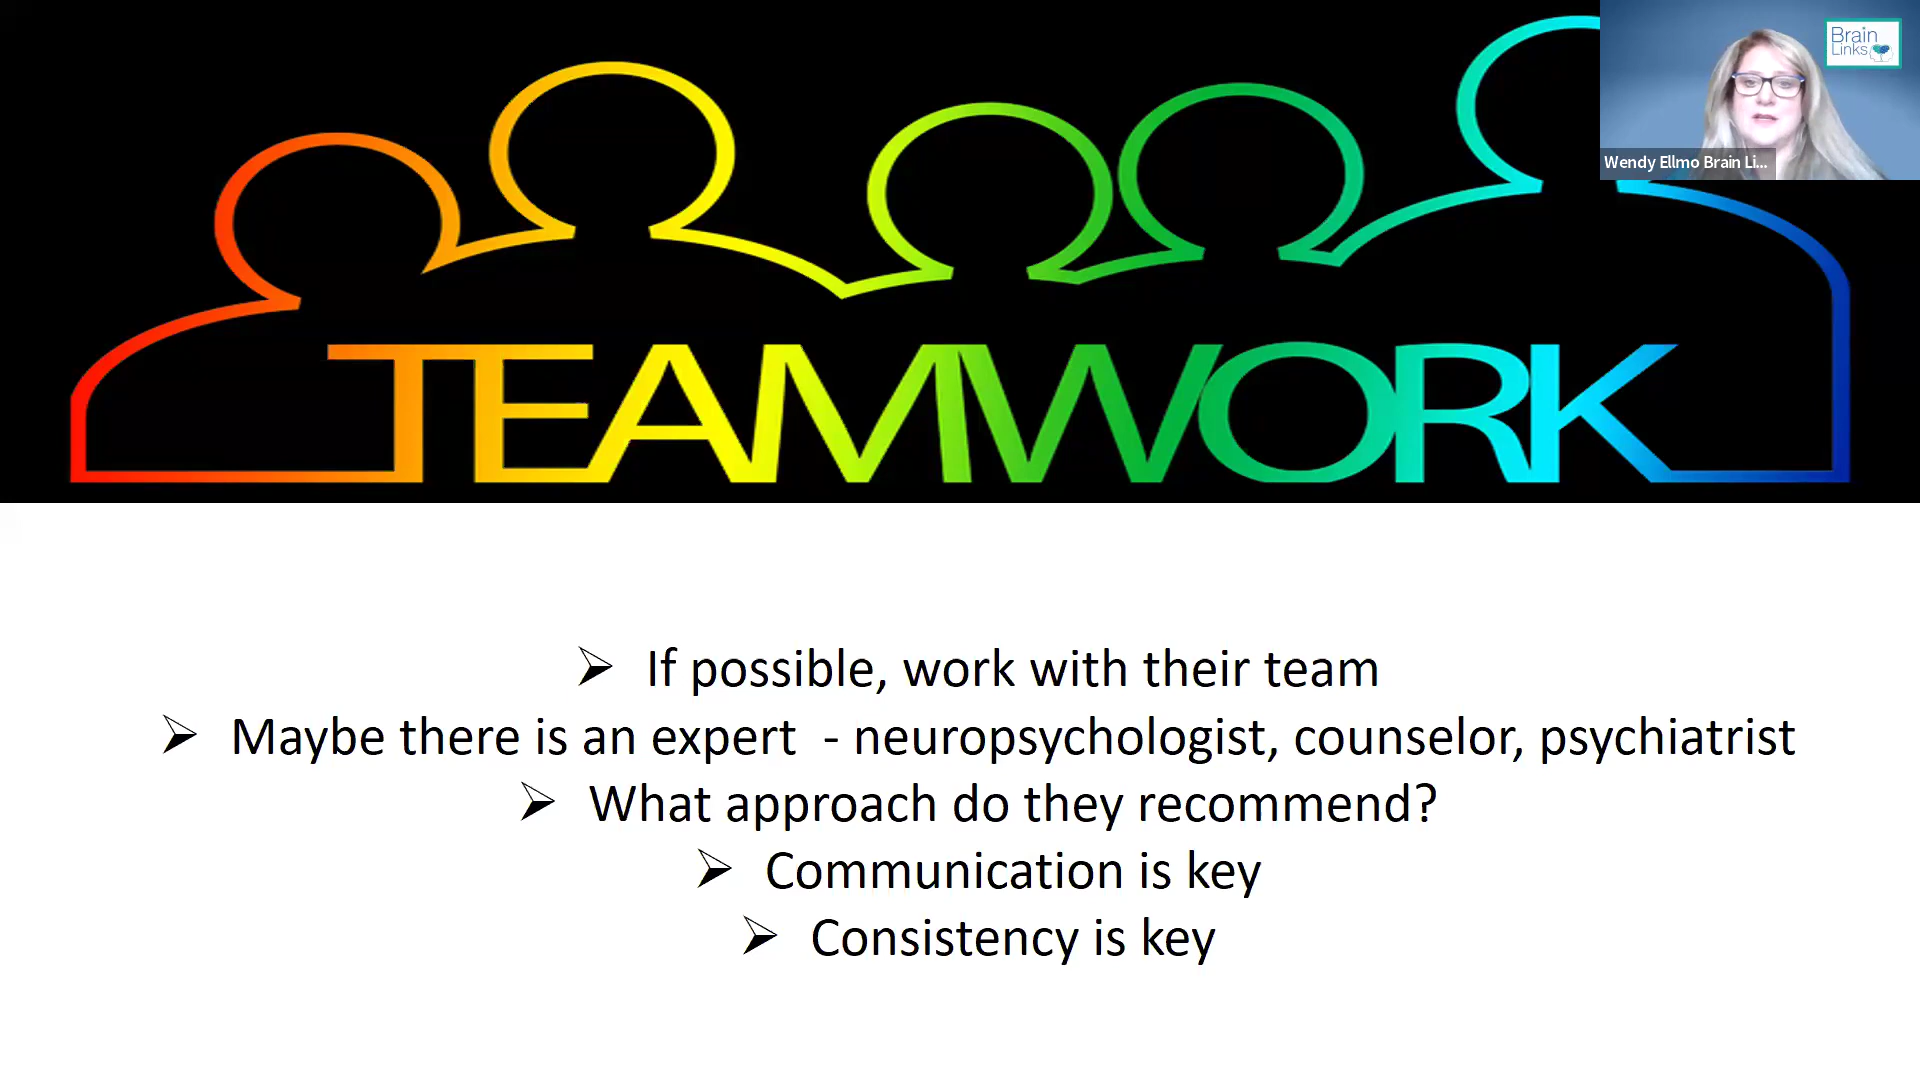 Brain
Links
Wendy Ellmo Brain Li...
TEAMWORK
➢ If possible, work with their team
➢ Maybe there is an expert - neuropsychologist, counselor, psychiatrist
➢ What approach do they recommend?
➢ Communication is key
➢ Consistency is key